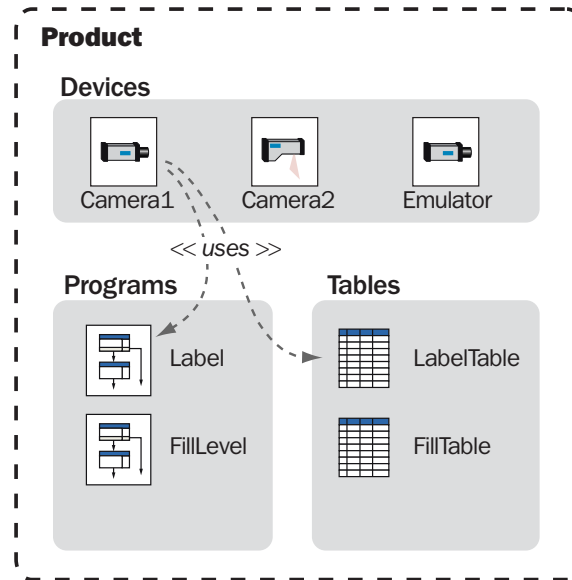 Product
Devices
Camera1
Camera2
Emulator
<< uses >>
Programs
Label
FillLevel
Tables
LabelTable
FillTable